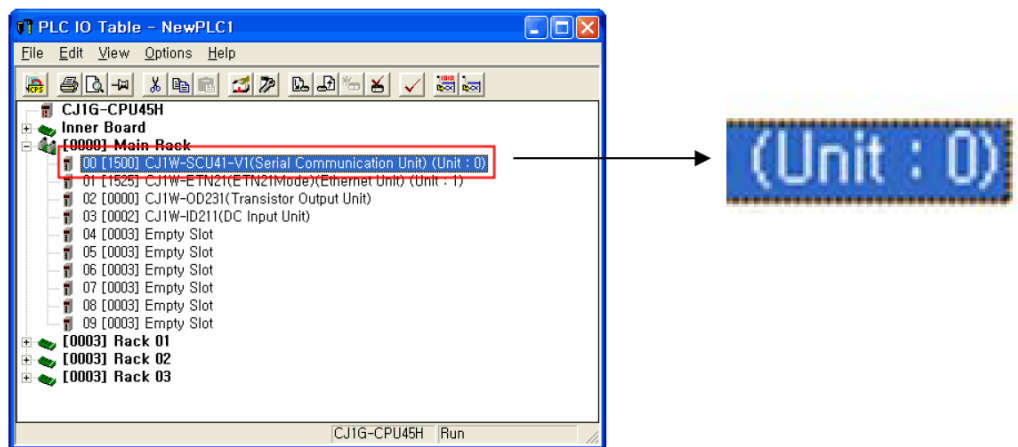 PLC IO Table - NewPLC1
File Edit View Options Help
CJ1G-CPU45H
Inner Board
[0000] Main Rack
00 [1500] CJ1W-SCU41-V1(Serial Communication Unit) (Unit : 0)
(Unit : 0)
01 [1525] CJ1W-ETN21(ETN21Mode)(Ethernet Unit) (Unit : 1)
02 [0000] CJ1W-OD231(Transistor Output Unit)
03 [0002] CJ1W-ID211(DC Input Unit)
04 [0003] Empty Slot
05 [0003] Empty Slot
06 [0003] Empty Slot
07 [0003] Empty Slot
08 [0003] Empty Slot
09 [0003] Empty Slot
[0003] Rack 01
[0003] Rack 02
[0003] Rack 03
CJ1G-CPU45H Run